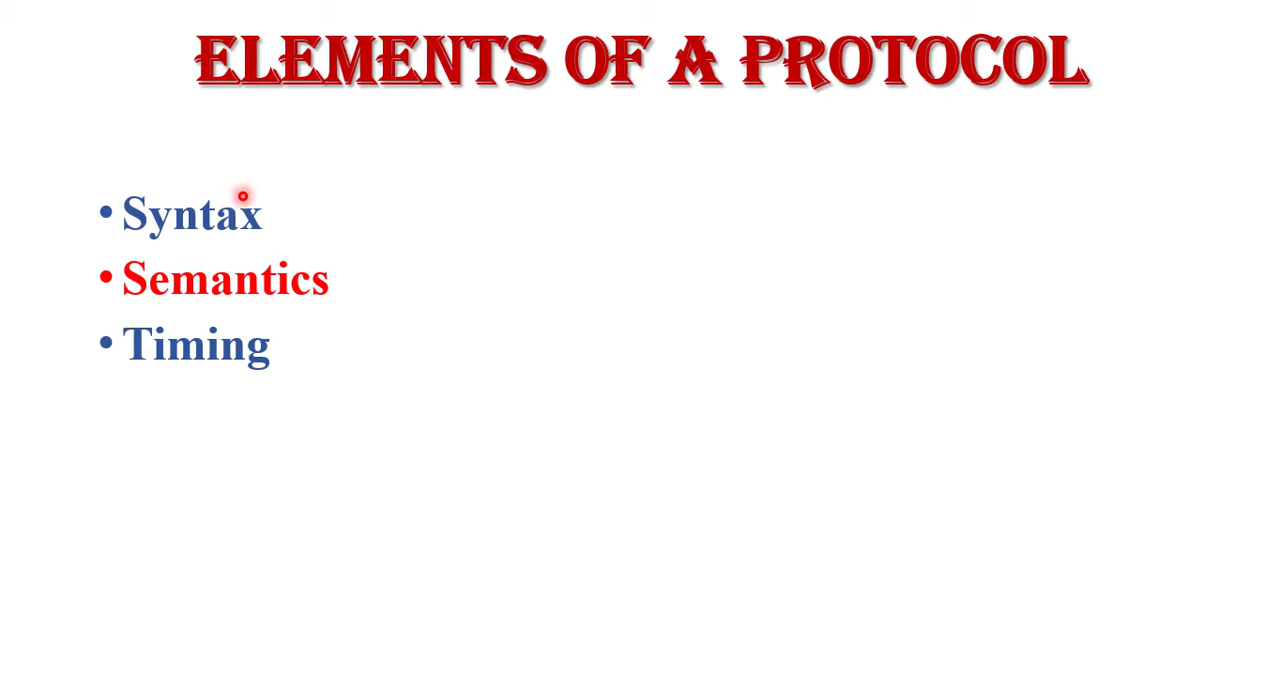 ELEMENTS OF A PROTOCOL
• Syntax
• Semantics
• Timing